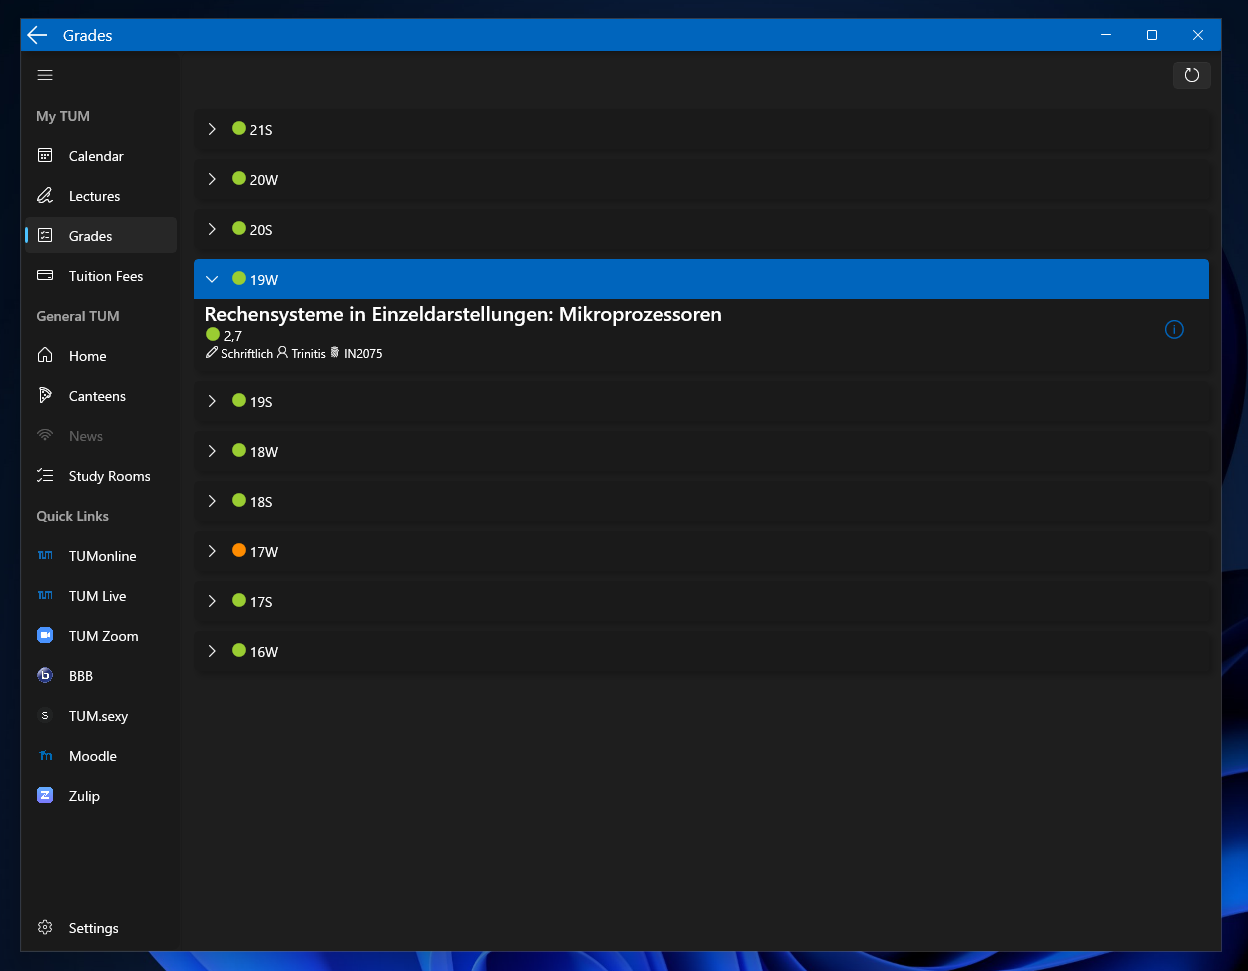 Grades
My TUM
Calendar
Lectures
Grades
Tuition Fees
General TUM
Home
Canteens
News
Study Rooms
Quick Links
TUM TUMonline
TUM TUM Live
TUM Zoom
b BBB
S TUM.sexy
m Moodle
Z Zulip
Settings
21S
20W
20S
19W
Rechensysteme in Einzeldarstellungen: Mikroprozessoren
2,7
Schriftlich Trinitis IN2075
19S
18W
18S
17W
17S
16W